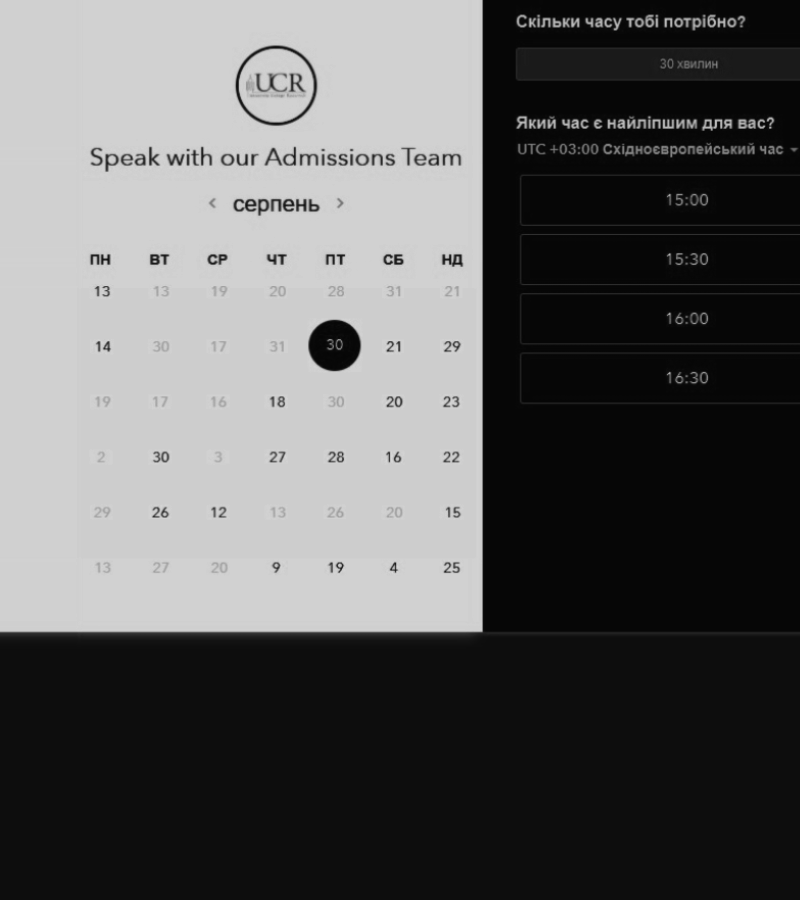 UCR
Speak with our Admissions Team
‹ серпень ›
ПН ВТ СР ЧТ ПТ СБ НД
13 13 19 20 28 31 21
14 30 17 31 30 21 29
19 17 16 18 30 20 23
2 30 3 27 28 16 22
29 26 12 13 26 20 15
13 27 20 9 19 4 25
Скільки часу тобі потрібно?
30 хвилин
Який час є найліпшим для вас?
UTC +03:00 Східноєвропейський час
15:00
15:30
16:00
16:30